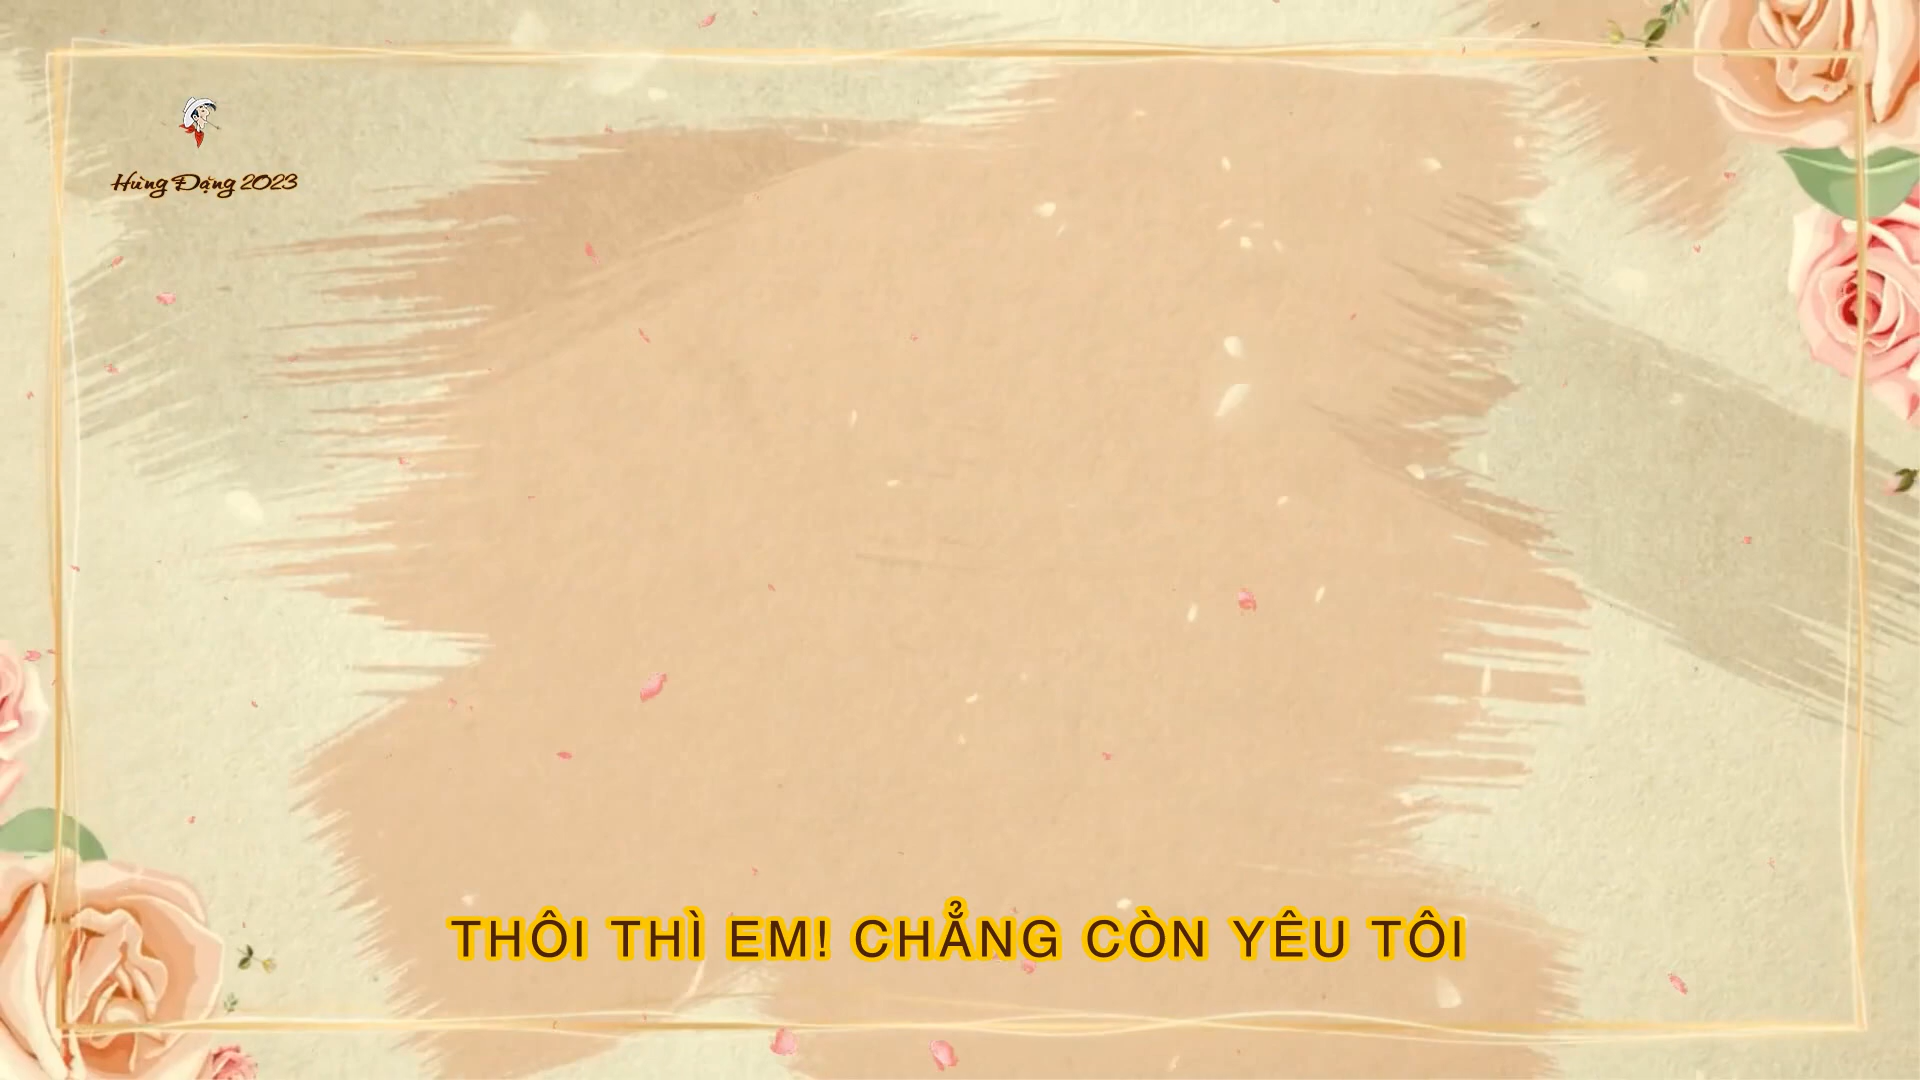 Hùng Đặng 2023
THÔI THÌ EM! CHẲNG CÒN YÊU TÔI